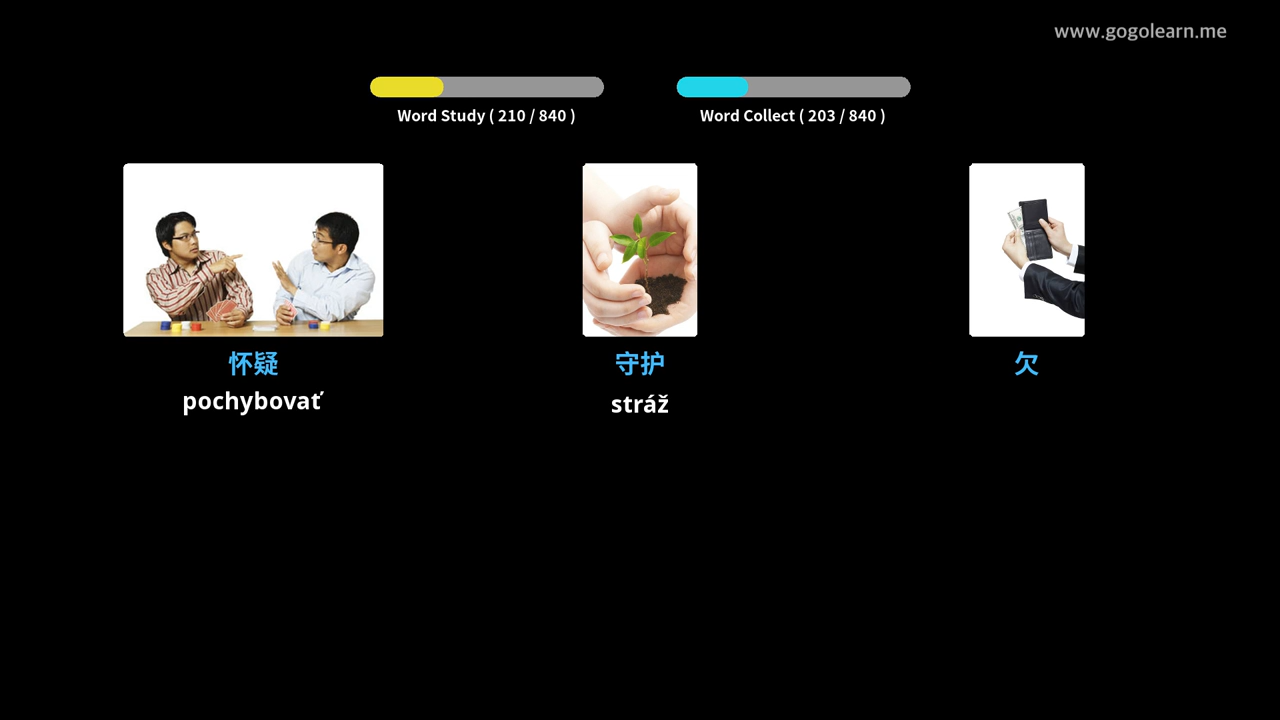 www.gogolearn.me
Word Study ( 210 / 840 )
Word Collect ( 203 / 840 )
怀疑
pochybovať
守护
stráž
欠